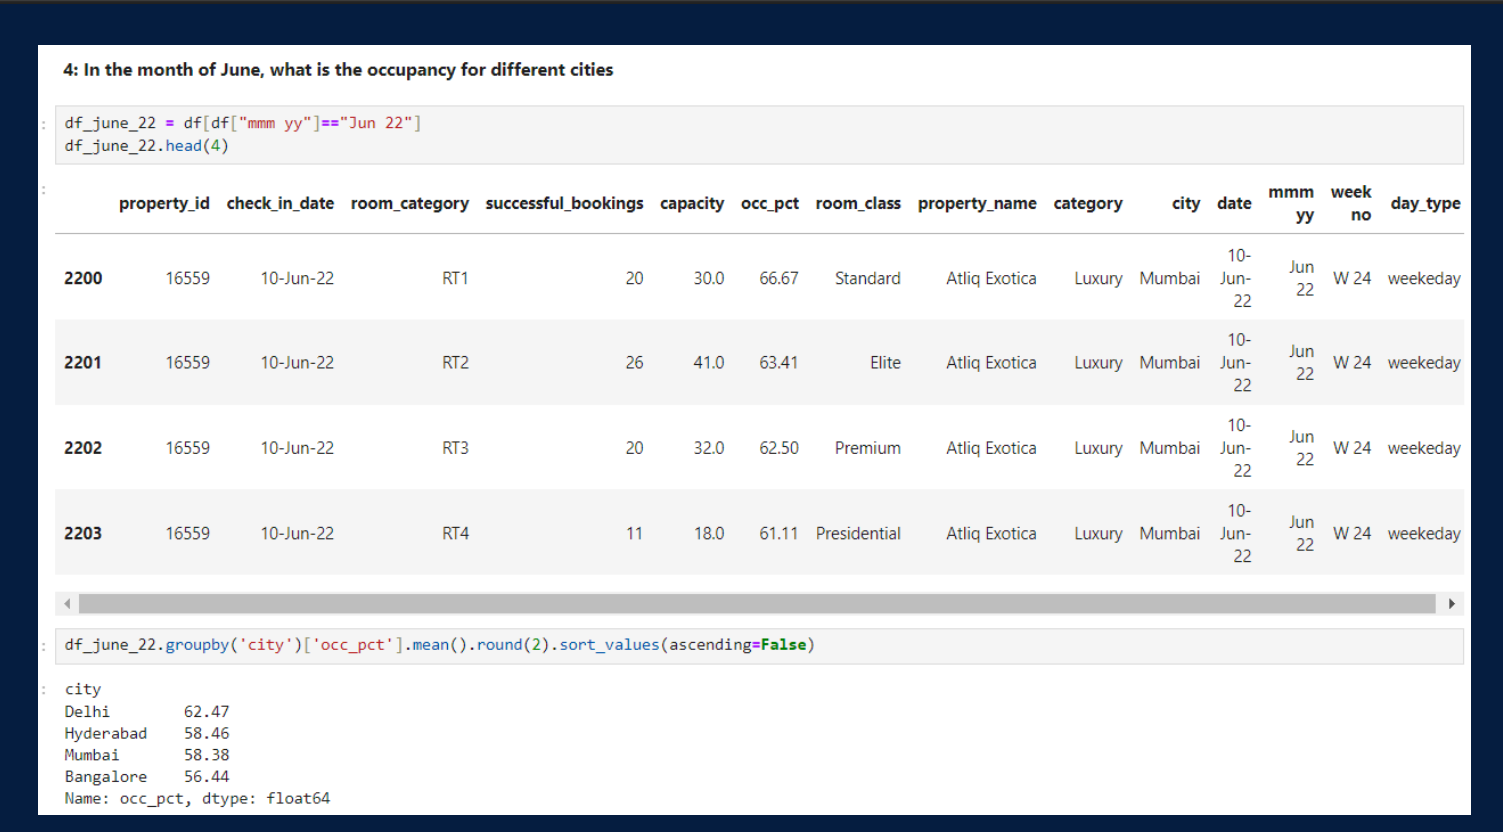 4: In the month of June, what is the occupancy for different cities
: df_june_22 = df[df["mmm yy"]=="Jun 22"]
df_june_22.head(4)
:
property_id check_in_date room_category successful_bookings capacity occ_pct room_class property_name category city date mmm yy week no day_type
2200 16559 10-Jun-22 RT1 20 30.0 66.67 Standard Atliq Exotica Luxury Mumbai 10-Jun-22 Jun 22 W 24 weekeday
2201 16559 10-Jun-22 RT2 26 41.0 63.41 Elite Atliq Exotica Luxury Mumbai 10-Jun-22 Jun 22 W 24 weekeday
2202 16559 10-Jun-22 RT3 20 32.0 62.50 Premium Atliq Exotica Luxury Mumbai 10-Jun-22 Jun 22 W 24 weekeday
2203 16559 10-Jun-22 RT4 11 18.0 61.11 Presidential Atliq Exotica Luxury Mumbai 10-Jun-22 Jun 22 W 24 weekeday
: df_june_22.groupby('city')['occ_pct'].mean().round(2).sort_values(ascending=False)
: city
Delhi 62.47
Hyderabad 58.46
Mumbai 58.38
Bangalore 56.44
Name: occ_pct, dtype: float64